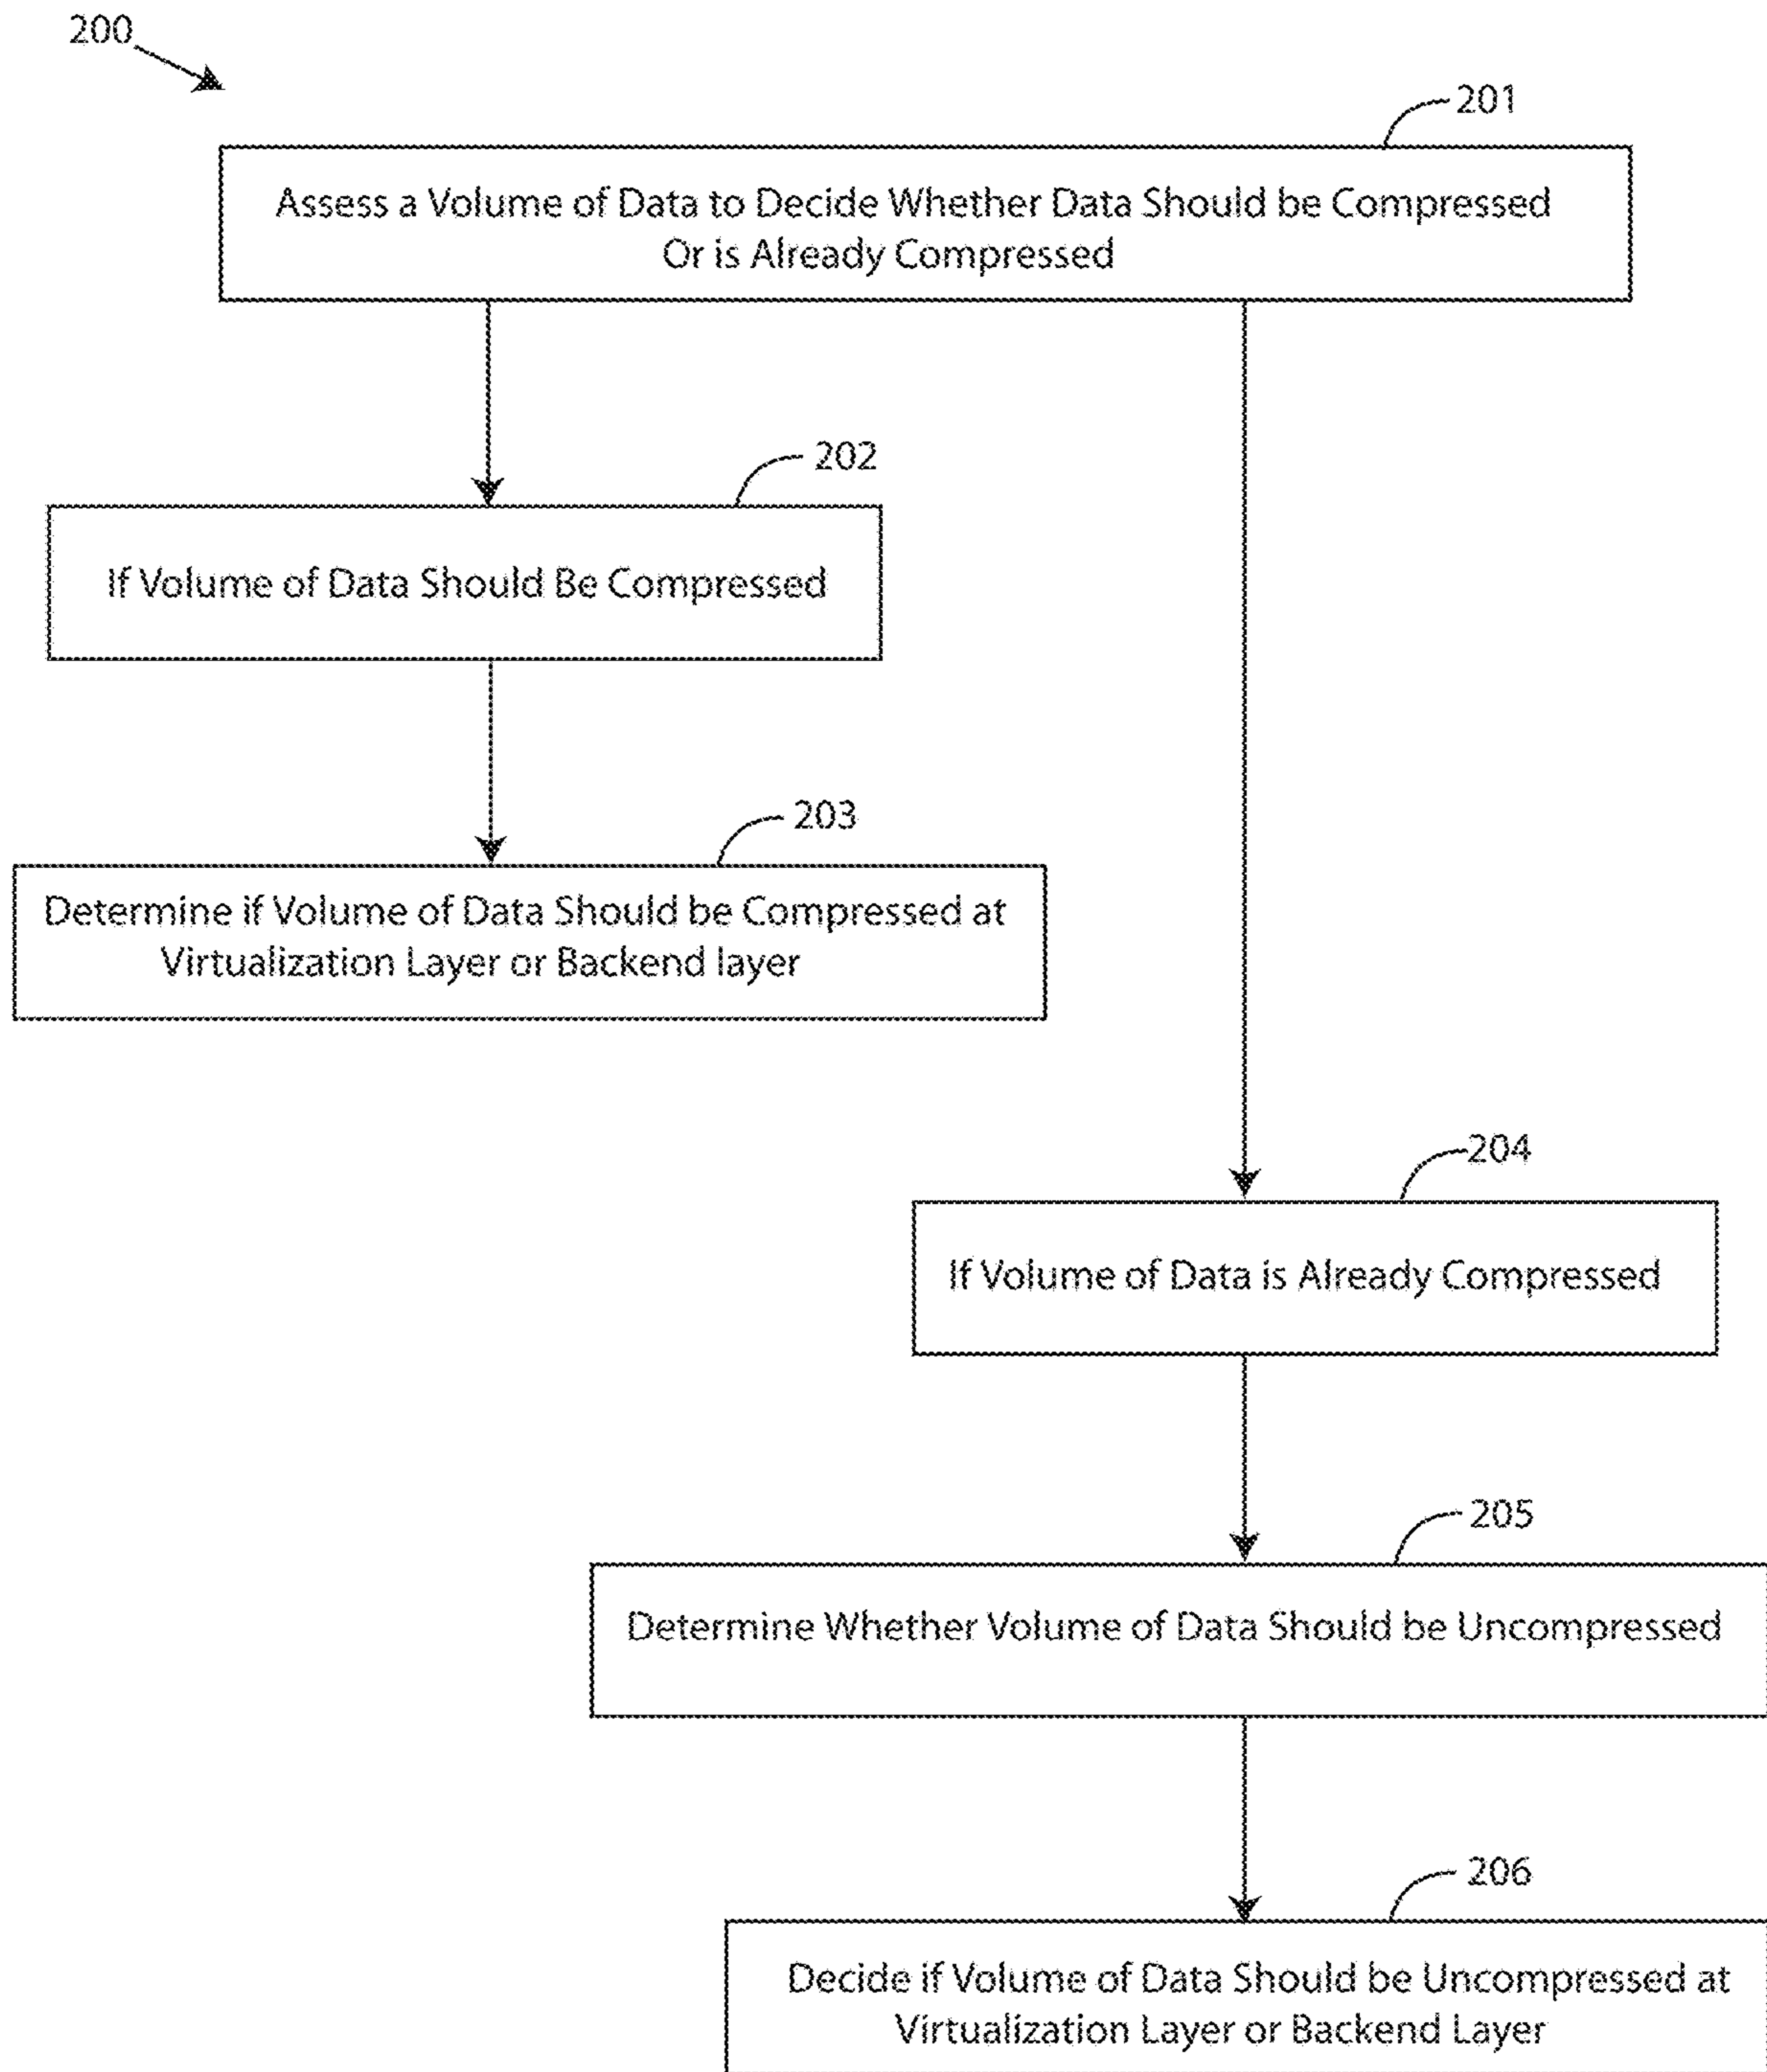 200
201
Assess a Volume of Data to Decide Whether Data Should be Compressed
Or is Already Compressed
202
If Volume of Data Should Be Compressed
203
Determine if Volume of Data Should be Compressed at
Virtualization Layer or Backend layer
204
If Volume of Data is Already Compressed
205
Determine Whether Volume of Data Should be Uncompressed
206
Decide if Volume of Data Should be Uncompressed at
Virtualization Layer or Backend Layer